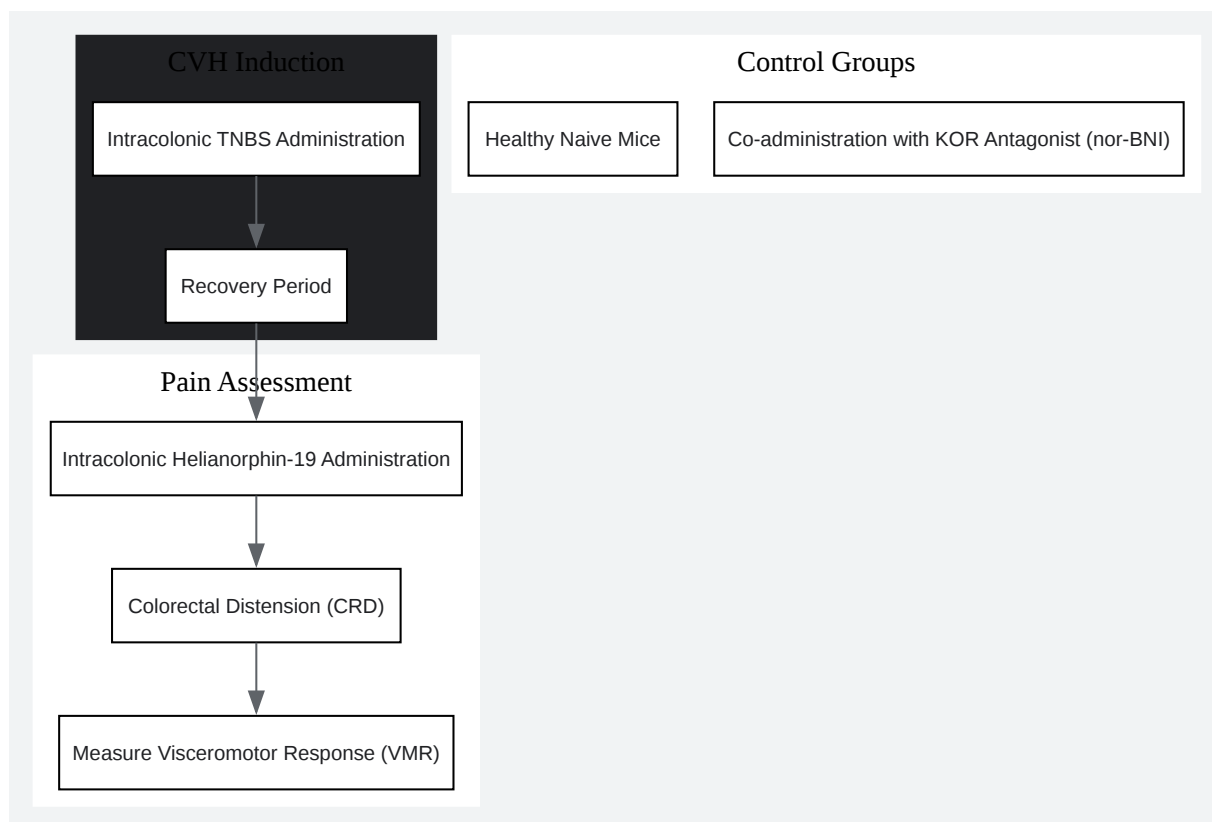 CVH Induction
Intracolonic TNBS Administration
Recovery Period
Control Groups
Healthy Naive Mice
Co-administration with KOR Antagonist (nor-BNI)
Pain Assessment
Intracolonic Helianorphin-19 Administration
Colorectal Distension (CRD)
Measure Visceromotor Response (VMR)